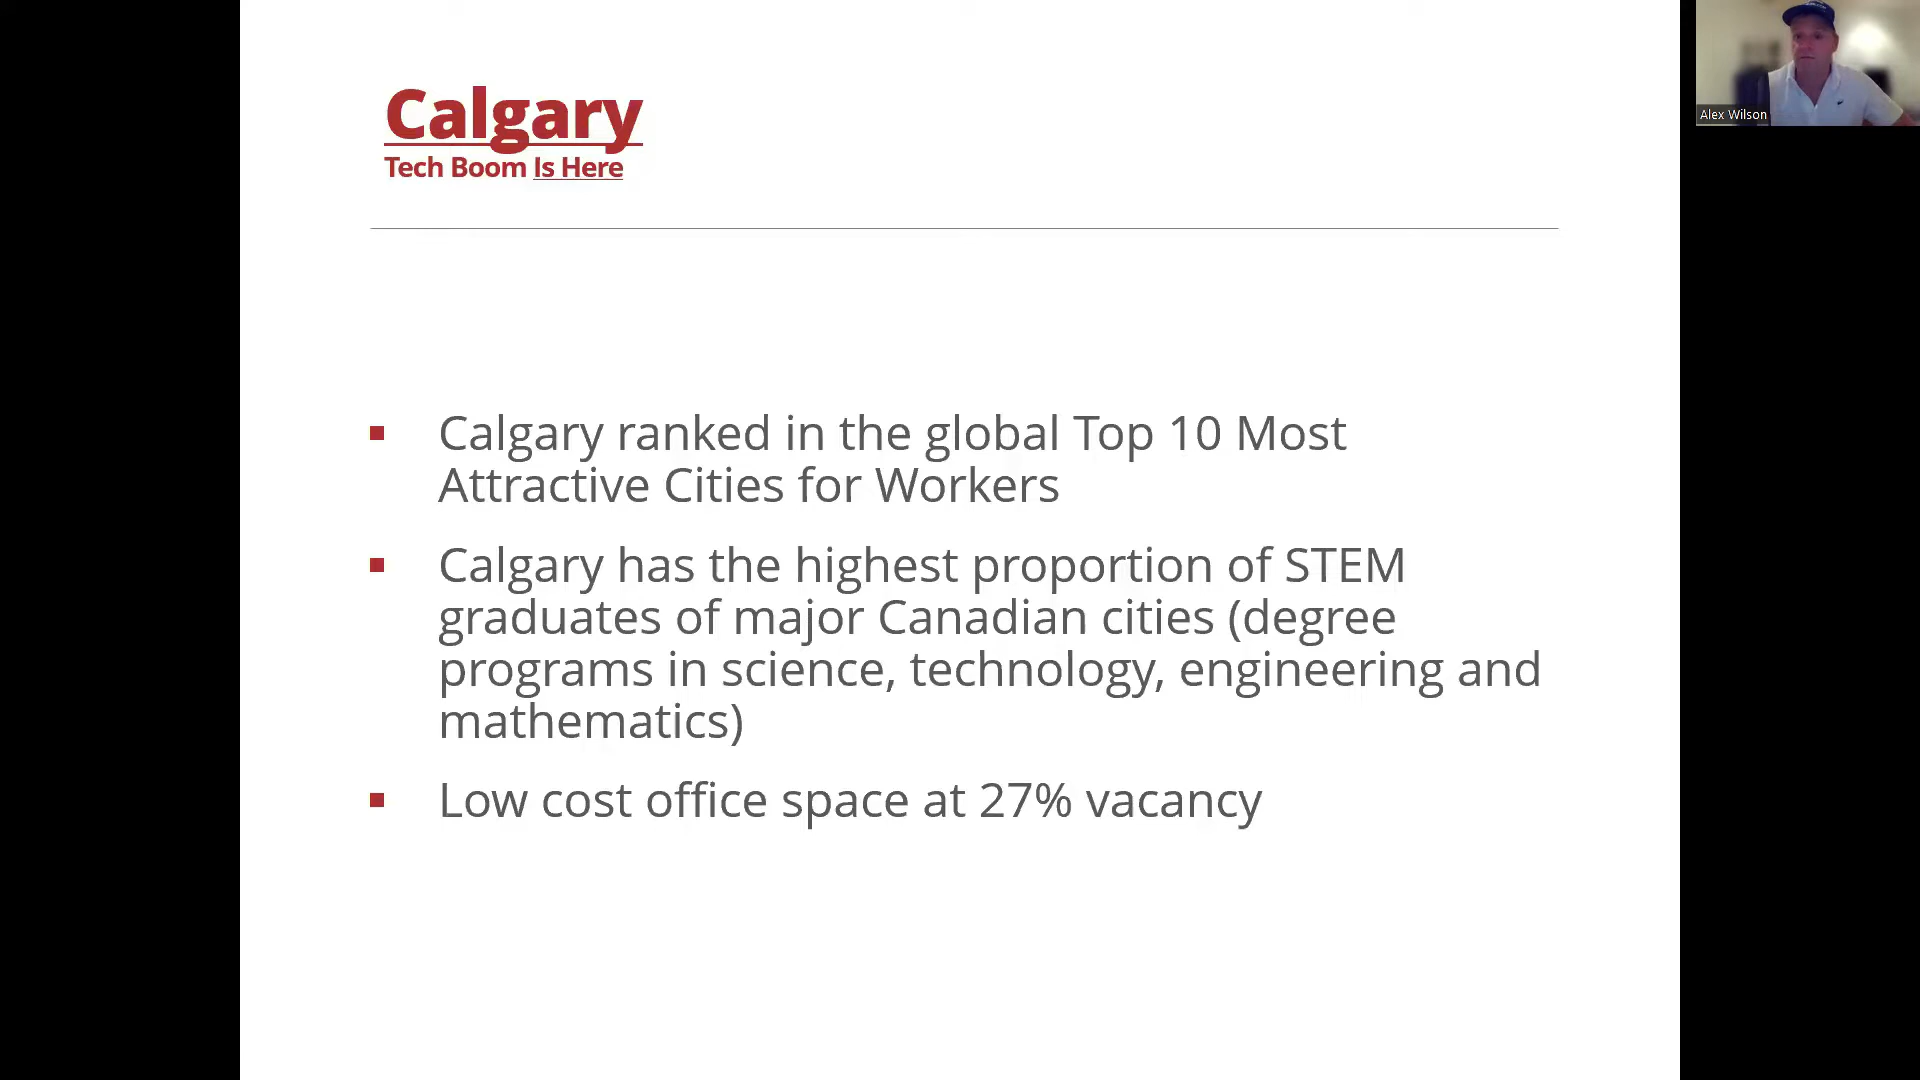 Calgary
Tech Boom Is Here
Calgary ranked in the global Top 10 Most
Attractive Cities for Workers
Calgary has the highest proportion of STEM
graduates of major Canadian cities (degree
programs in science, technology, engineering and
mathematics)
Low cost office space at 27% vacancy
Alex Wilson